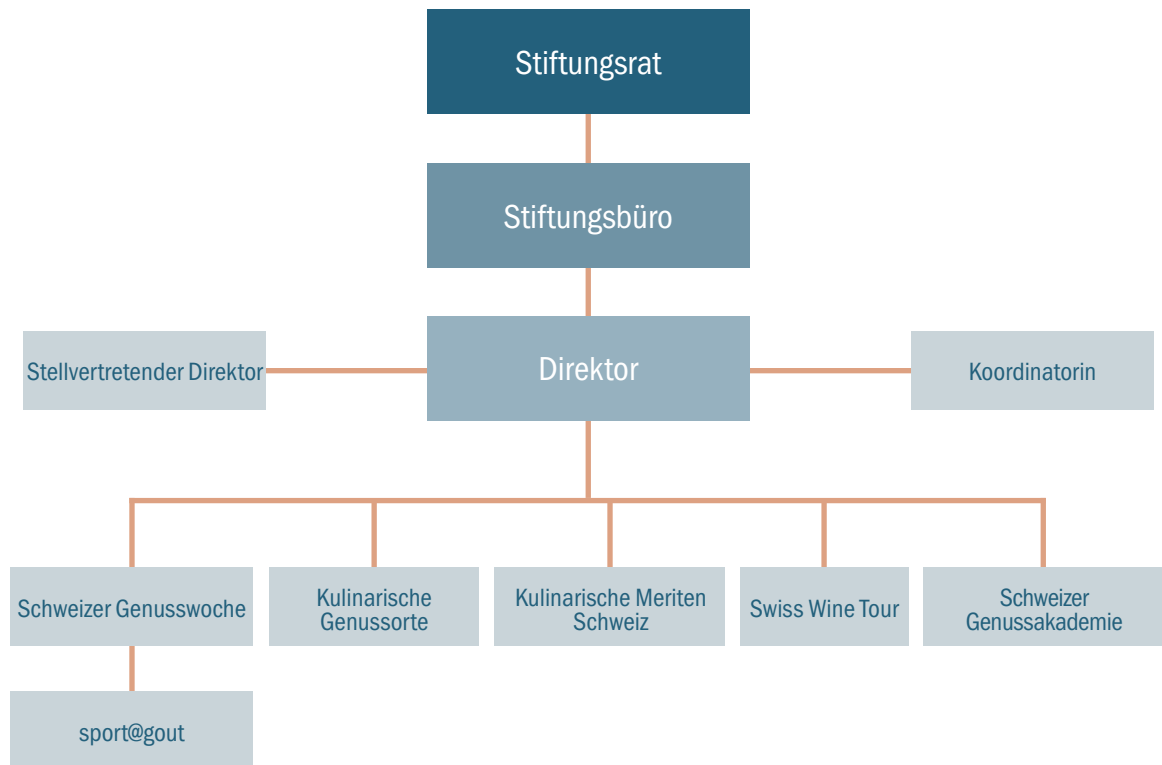 Stiftungsrat
Stiftungsbüro
Stellvertretender Direktor
Direktor
Koordinatorin
Schweizer Genusswoche
Kulinarische
Genussorte
Kulinarische Meriten
Schweiz
Swiss Wine Tour
Schweizer
Genussakademie
sport@gout